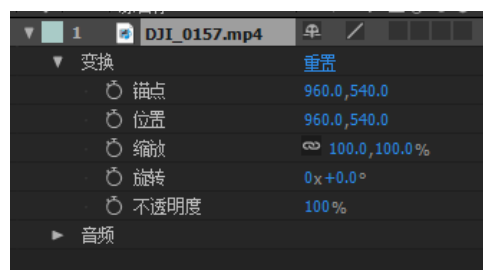 1 DJI_0157.mp4
变换 重置
锚点 960.0,540.0
位置 960.0,540.0
缩放 100.0,100.0%
旋转 0x+0.0°
不透明度 100%
音频